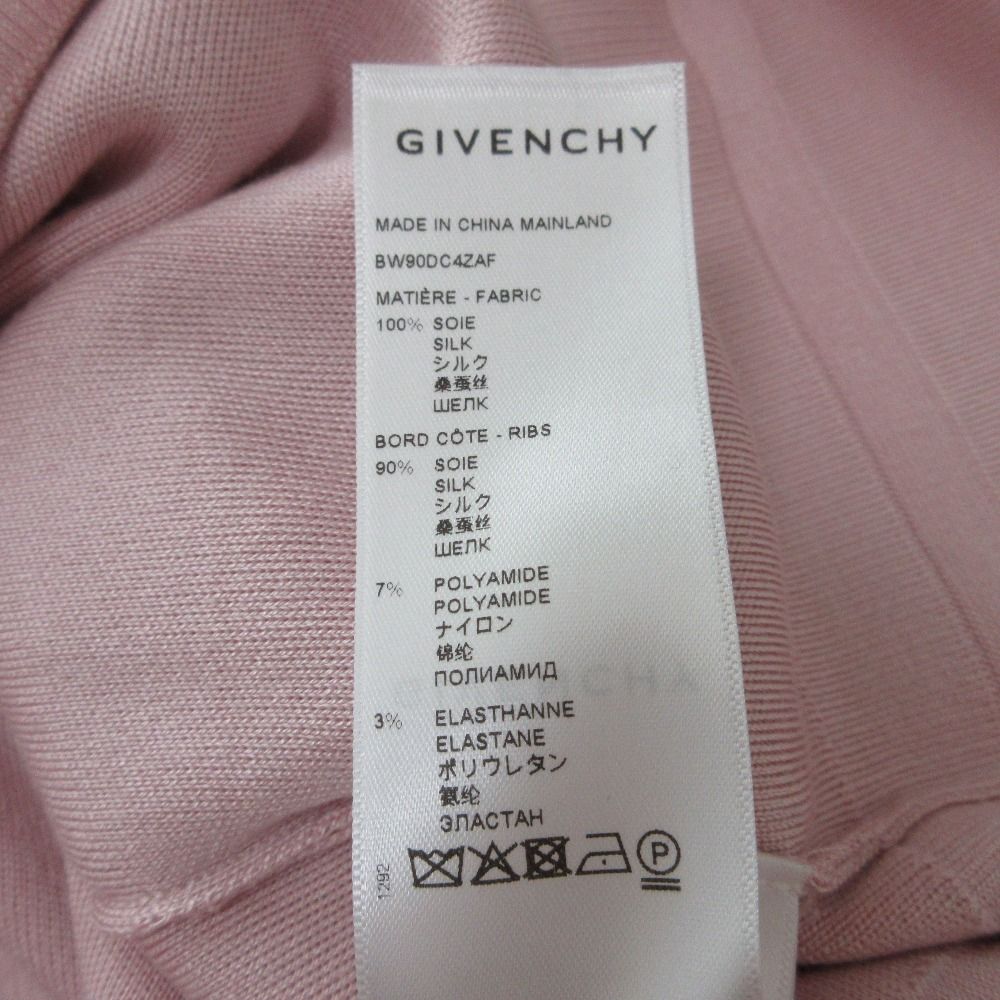 GIVENCHY
MADE IN CHINA MAINLAND
BW90DC4ZAF
MATIÈRE - FABRIC
100% SOIE
SILK
シルク
桑蚕丝
ШЕЛК
BORD CÔTE - RIBS
90% SOIE
SILK
シルク
桑蚕丝
ШЕЛК
7% POLYAMIDE
POLYAMIDE
ナイロン
锦纶
ПОЛИАМИД
3% ELASTHANNE
ELASTANE
ポリウレタン
氨纶
ЭЛАСТАН
P
1292